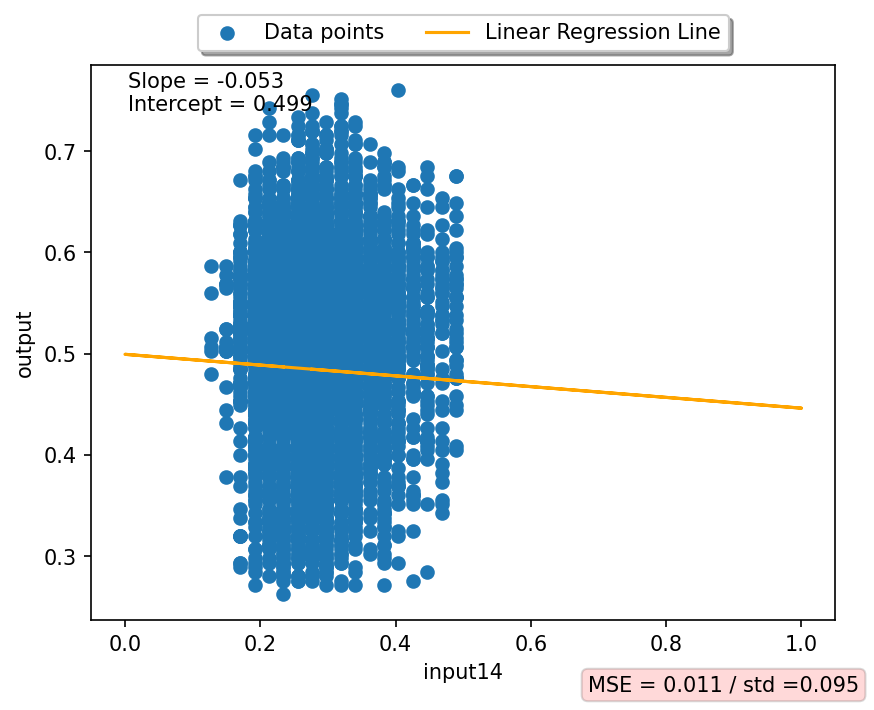 Data points
Linear Regression Line
Slope = -0.053
Intercept = 0.499
0.7
0.6
0.5
0.4
0.3
output
0.0
0.2
0.4
0.6
0.8
1.0
input14
MSE = 0.011 / std =0.095